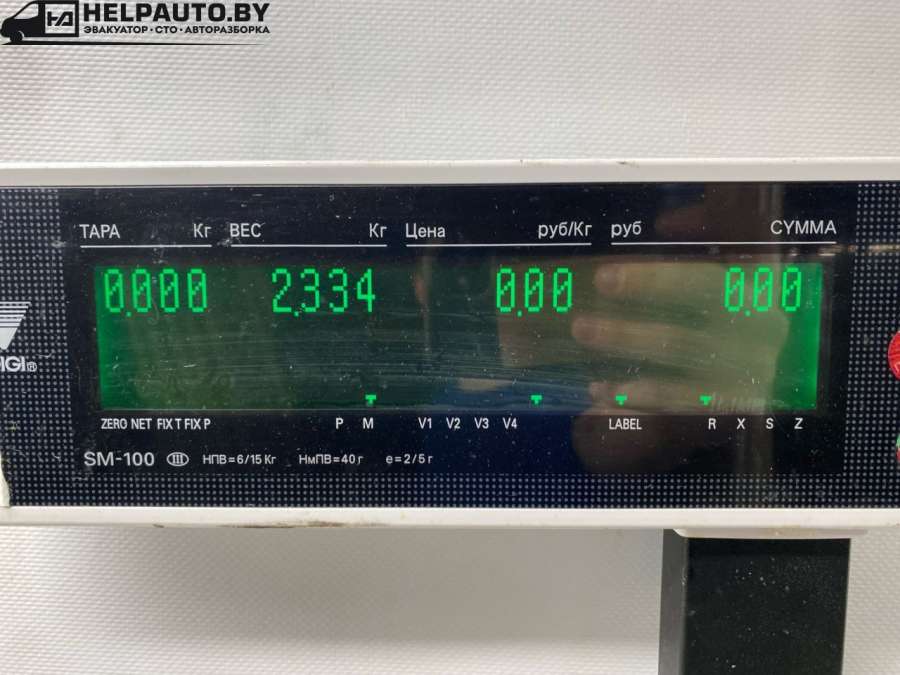 HELPAUTO.BY
ЭВАКУАТОР · СТО · АВТОРАЗБОРКА
ТАРА Кг ВЕС Кг Цена руб/Кг руб СУММА
0.000 2.334 0.00 0.00
ZERO NET FIX T FIX P P M V1 V2 V3 V4 LABEL R X S Z
SM-100 III НПВ=6/15 Кг НмПВ=40 г e=2/5 г